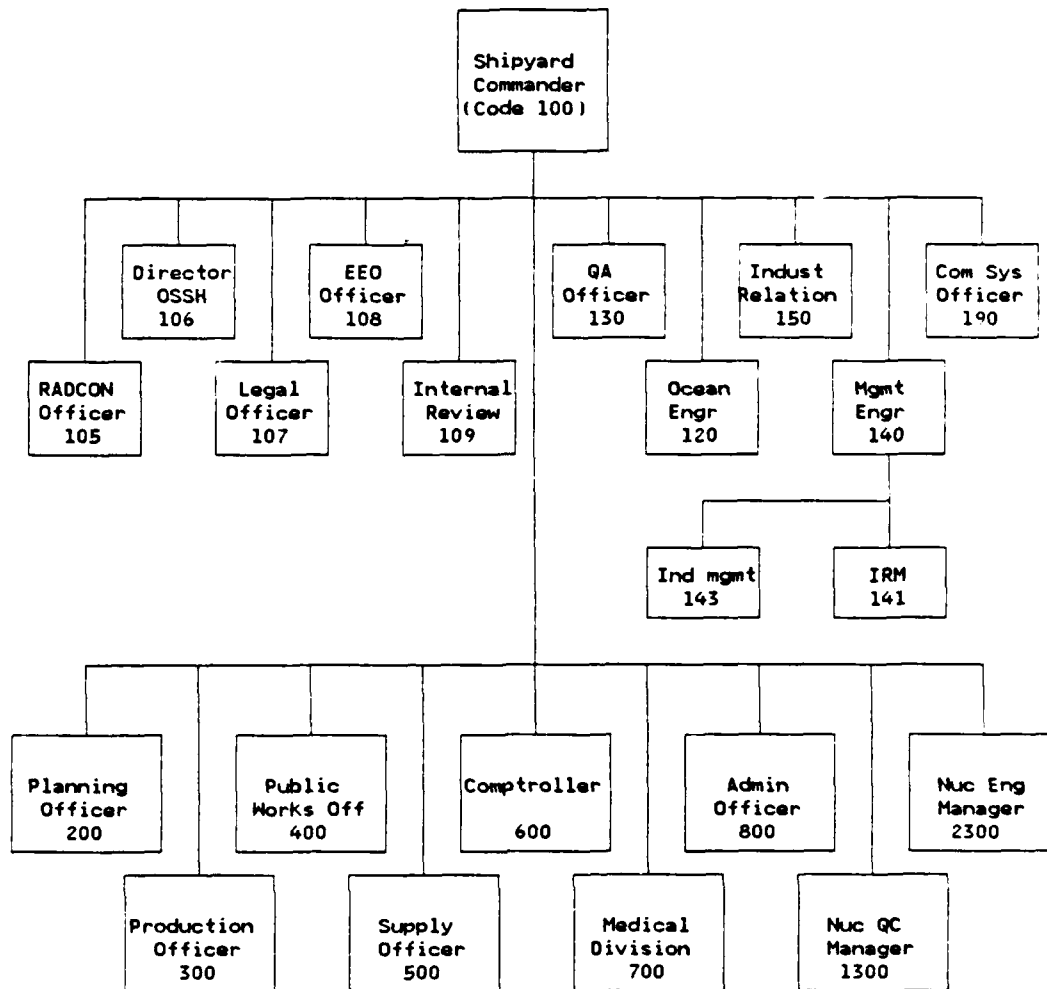 Shipyard
Commander
(Code 100)
Director
OSSH
106
EEO
Officer
108
QA
Officer
130
Indust
Relation
150
Com Sys
Officer
190
RADCON
Officer
105
Legal
Officer
107
Internal
Review
109
Ocean
Engr
120
Mgmt
Engr
140
Ind mgmt
143
IRM
141
Planning
Officer
200
Public
Works Off
400
Comptroller
600
Admin
Officer
800
Nuc Eng
Manager
2300
Production
Officer
300
Supply
Officer
500
Medical
Division
700
Nuc QC
Manager
1300